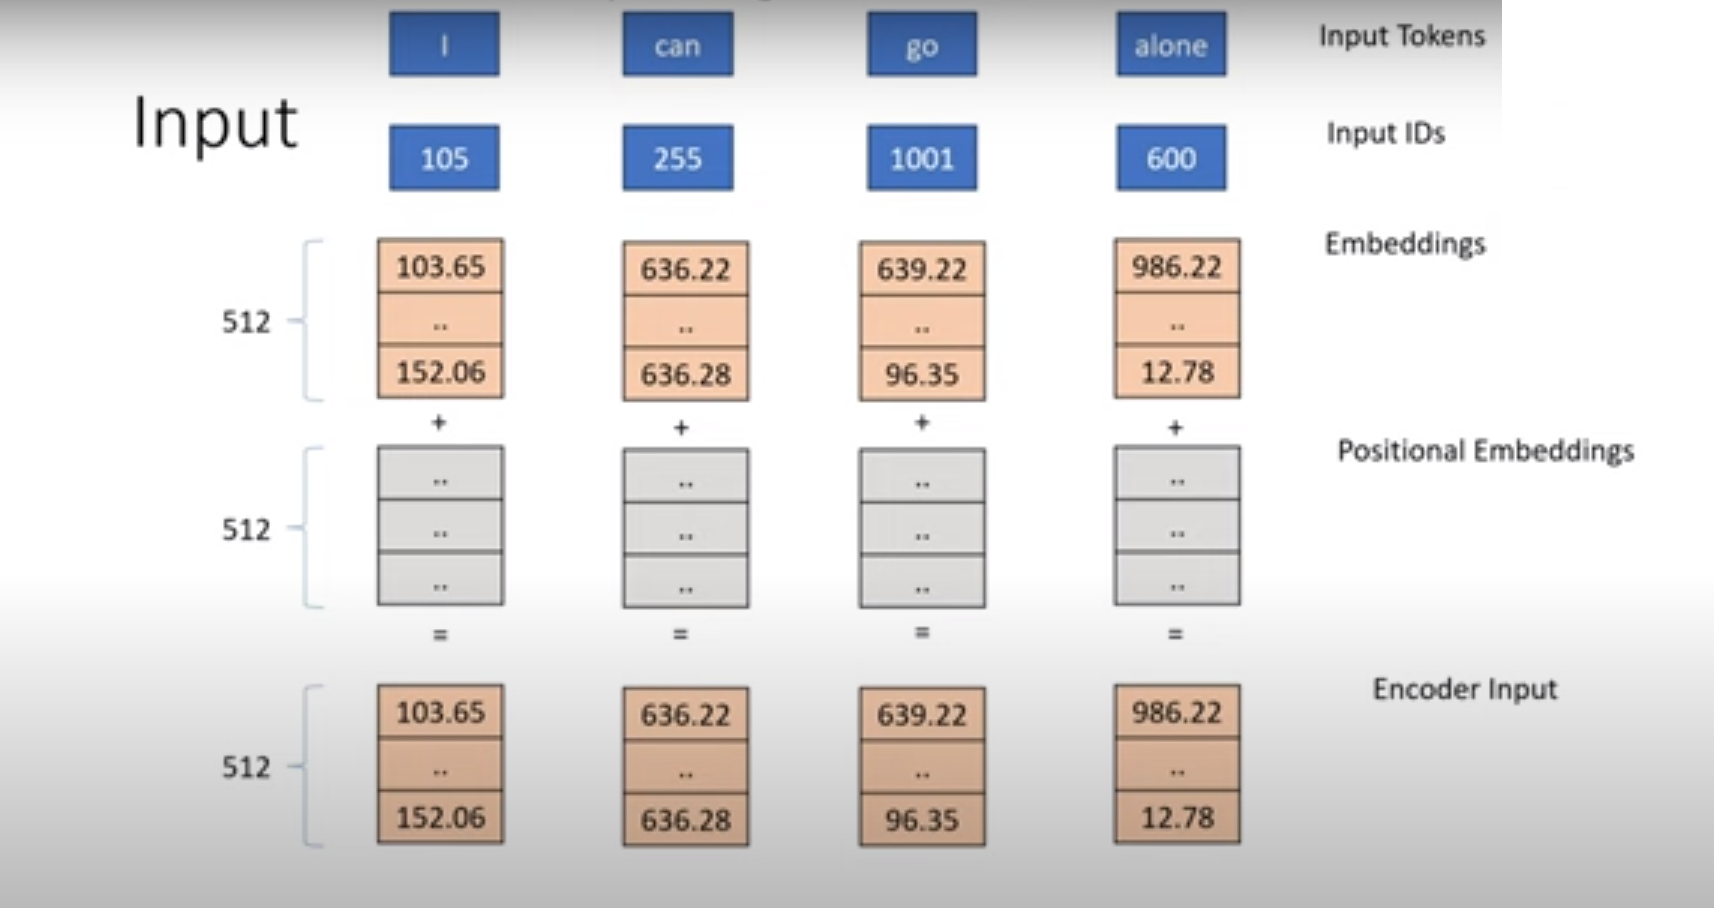 I can go alone Input Tokens
Input
105 255 1001 600 Input IDs
Embeddings
103.65 636.22 639.22 986.22
512 .. .. .. ..
152.06 636.28 96.35 12.78
+ + + +
Positional Embeddings
.. .. .. ..
512 .. .. .. ..
.. .. .. ..
= = = =
Encoder Input
103.65 636.22 639.22 986.22
512 .. .. .. ..
152.06 636.28 96.35 12.78